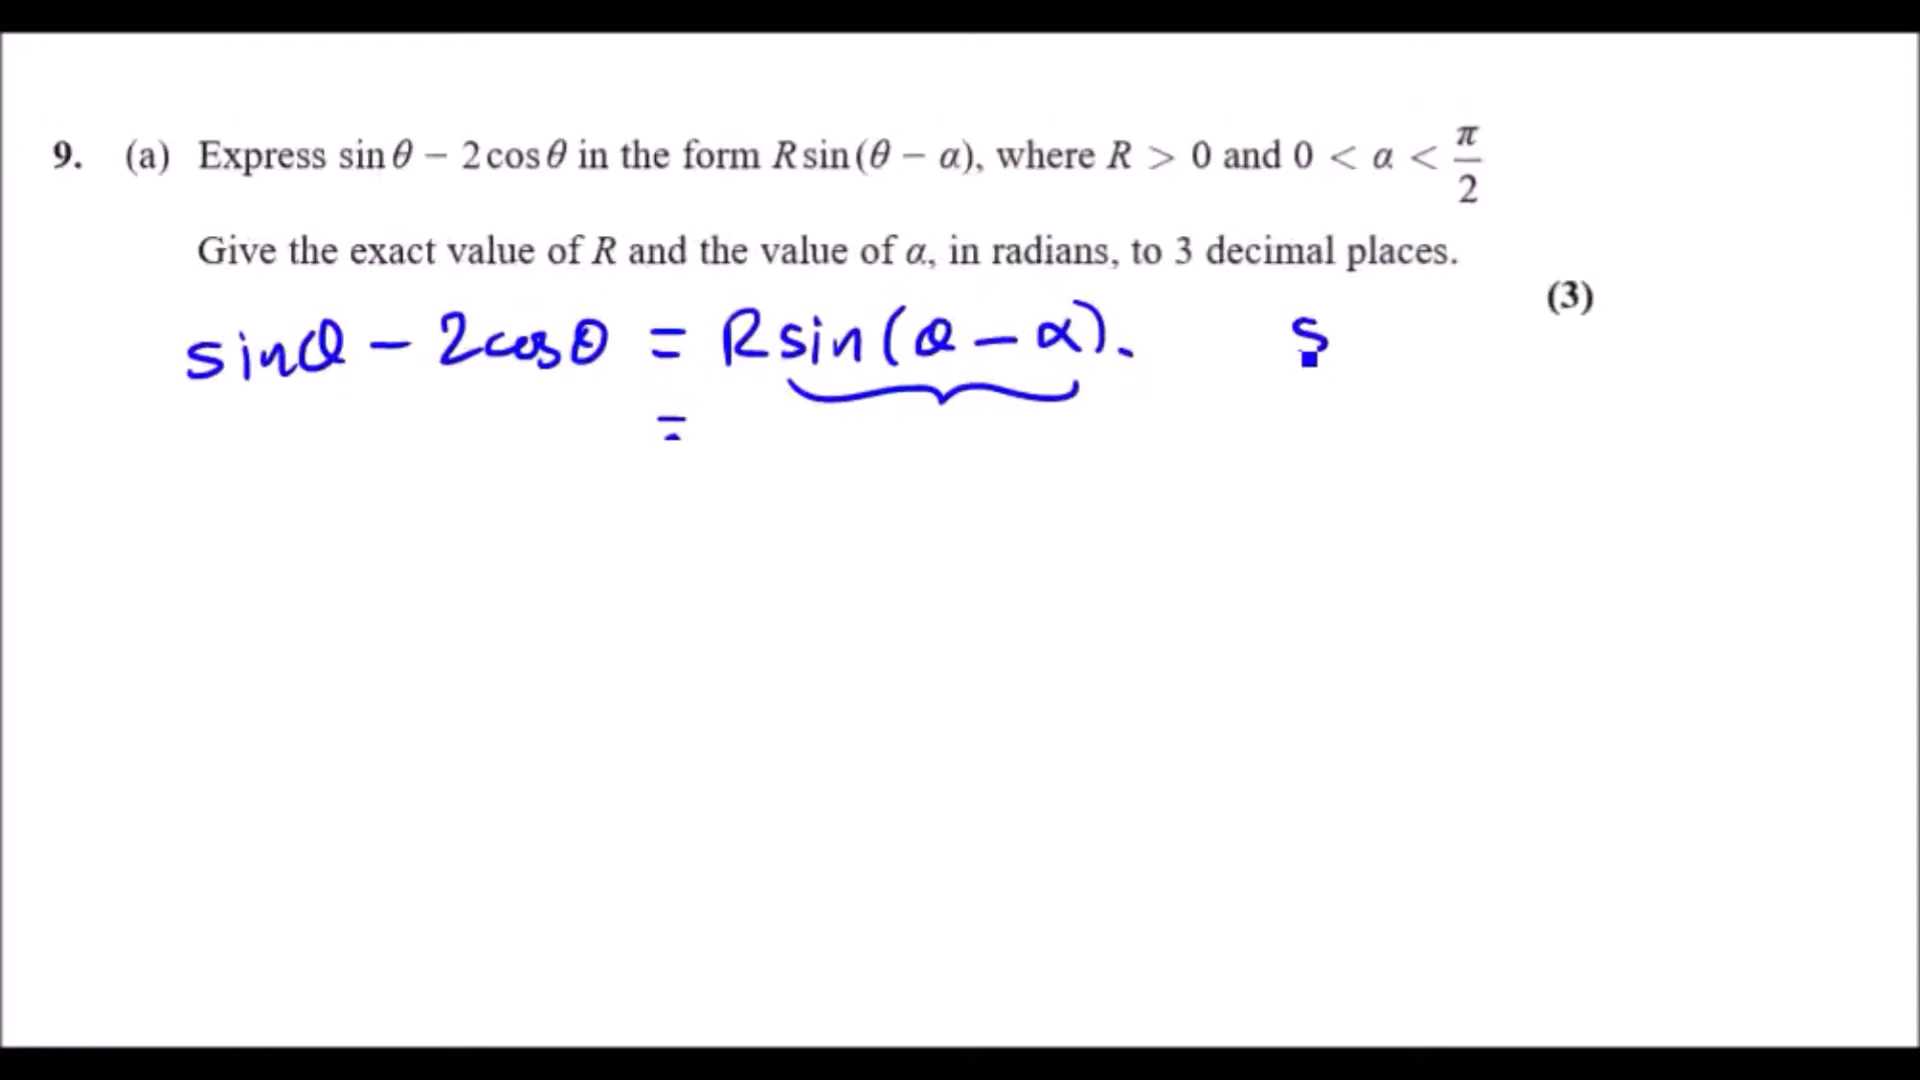 9. (a) Express sin θ − 2 cos θ in the form R sin (θ − α), where R > 0 and 0 < α < π/2
Give the exact value of R and the value of α, in radians, to 3 decimal places.
(3)
sinθ − 2cosθ = Rsin(θ − α). S
=